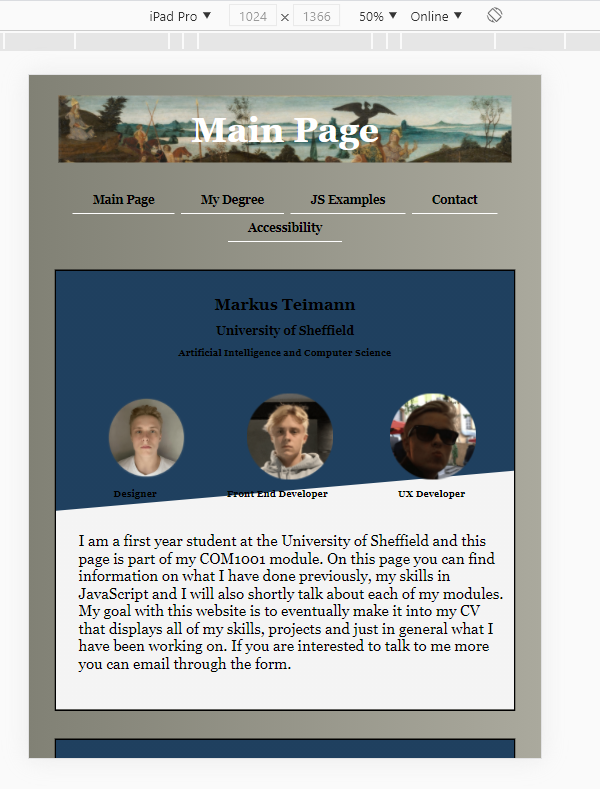 iPad Pro ▼ 1024 × 1366 50% ▼ Online ▼
Main Page
Main Page My Degree JS Examples Contact
Accessibility
Markus Teimann
University of Sheffield
Artificial Intelligence and Computer Science
Designer Front End Developer UX Developer
I am a first year student at the University of Sheffield and this
page is part of my COM1001 module. On this page you can find
information on what I have done previously, my skills in
JavaScript and I will also shortly talk about each of my modules.
My goal with this website is to eventually make it into my CV
that displays all of my skills, projects and just in general what I
have been working on. If you are interested to talk to me more
you can email through the form.